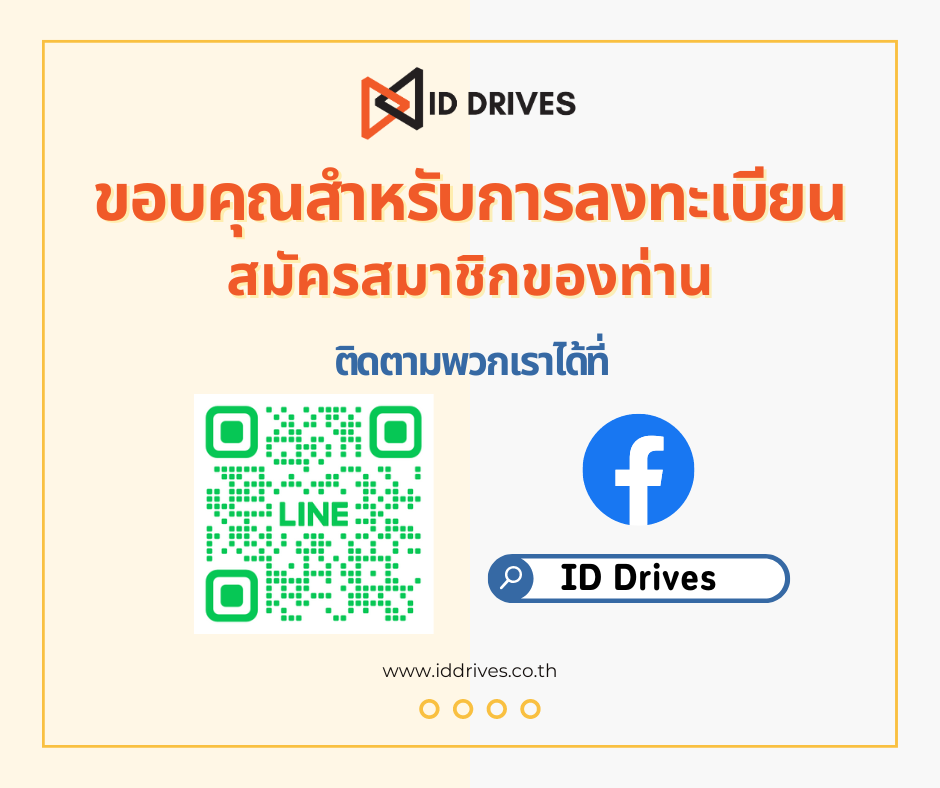 ID DRIVES
ขอบคุณสำหรับการลงทะเบียน
สมัครสมาชิกของท่าน
ติดตามพวกเราได้ที่
LINE
ID Drives
www.iddrives.co.th